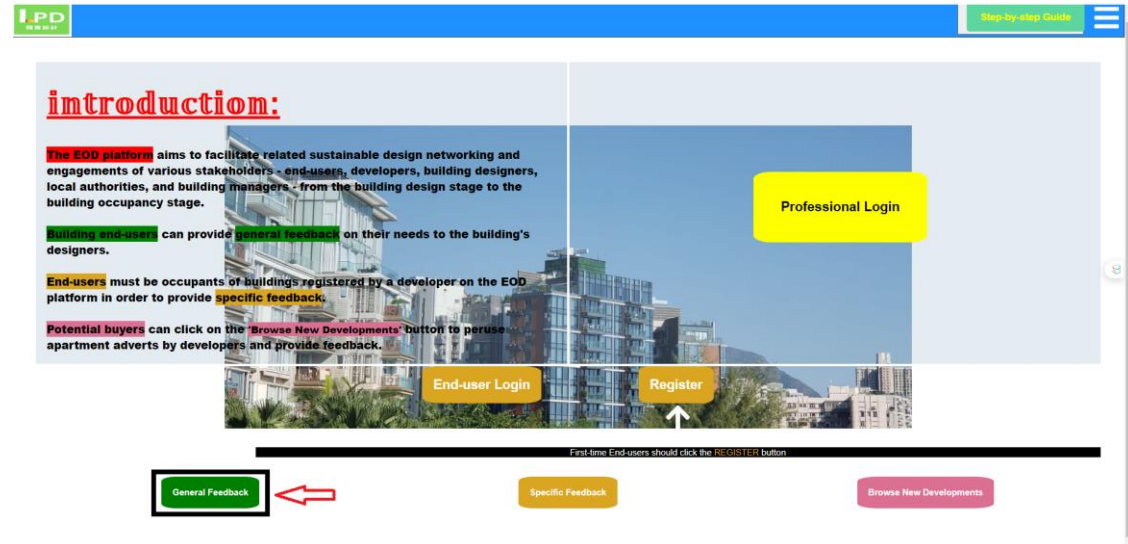 LPD
Step-by-step Guide
introduction:
The EOD platform aims to facilitate related sustainable design networking and
engagements of various stakeholders - end-users, developers, building designers,
local authorities, and building managers - from the building design stage to the
building occupancy stage.
Building end-users can provide general feedback on their needs to the building's
designers.
End-users must be occupants of buildings registered by a developer on the EOD
platform in order to provide specific feedback.
Potential buyers can click on the 'Browse New Developments' button to peruse
apartment adverts by developers and provide feedback.
Professional Login
End-user Login
Register
First-time End-users should click the REGISTER button
General Feedback
Specific Feedback
Browse New Developments